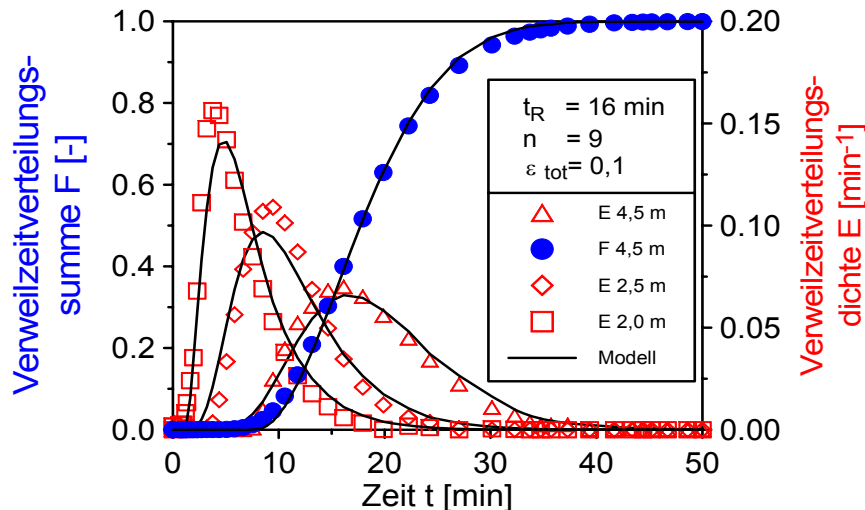 Verweilzeitverteilungs-
summe F [-]
1.0
0.8
0.6
0.4
0.2
0.0
0
10
20
30
40
50
Zeit t [min]
t_R = 16 min
n = 9
ε tot = 0,1
E 4,5 m
F 4,5 m
E 2,5 m
E 2,0 m
Modell
0.20
0.15
0.10
0.05
0.00
Verweilzeitverteilungs-
dichte E [min⁻¹]